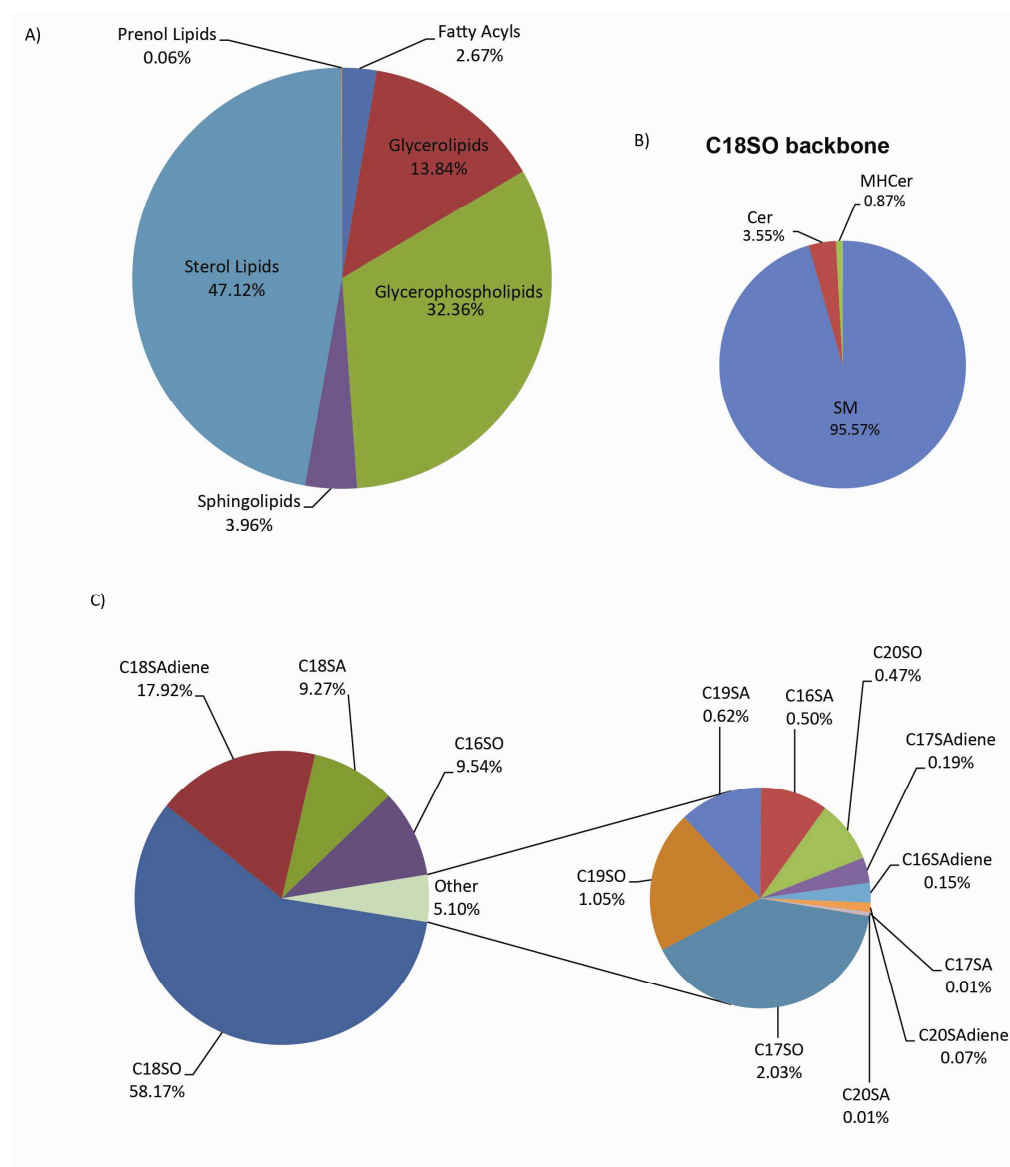 A)
Prenol Lipids
0.06%
Fatty Acyls
2.67%
Glycerolipids
13.84%
Sterol Lipids
47.12%
Glycerophospholipids
32.36%
Sphingolipids
3.96%
B)
C18SO backbone
MHCer
0.87%
Cer
3.55%
SM
95.57%
C)
C18SAdiene
17.92%
C18SA
9.27%
C16SO
9.54%
Other
5.10%
C18SO
58.17%
C19SA
0.62%
C16SA
0.50%
C20SO
0.47%
C17SAdiene
0.19%
C16SAdiene
0.15%
C19SO
1.05%
C17SA
0.01%
C20SAdiene
0.07%
C17SO
2.03%
C20SA
0.01%